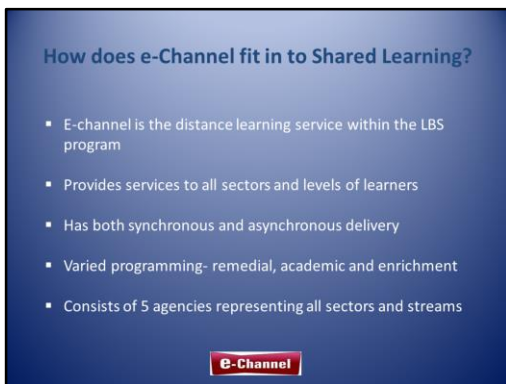 How does e-Channel fit in to Shared Learning?
▪ E-channel is the distance learning service within the LBS
program
▪ Provides services to all sectors and levels of learners
▪ Has both synchronous and asynchronous delivery
▪ Varied programming- remedial, academic and enrichment
▪ Consists of 5 agencies representing all sectors and streams
e-Channel